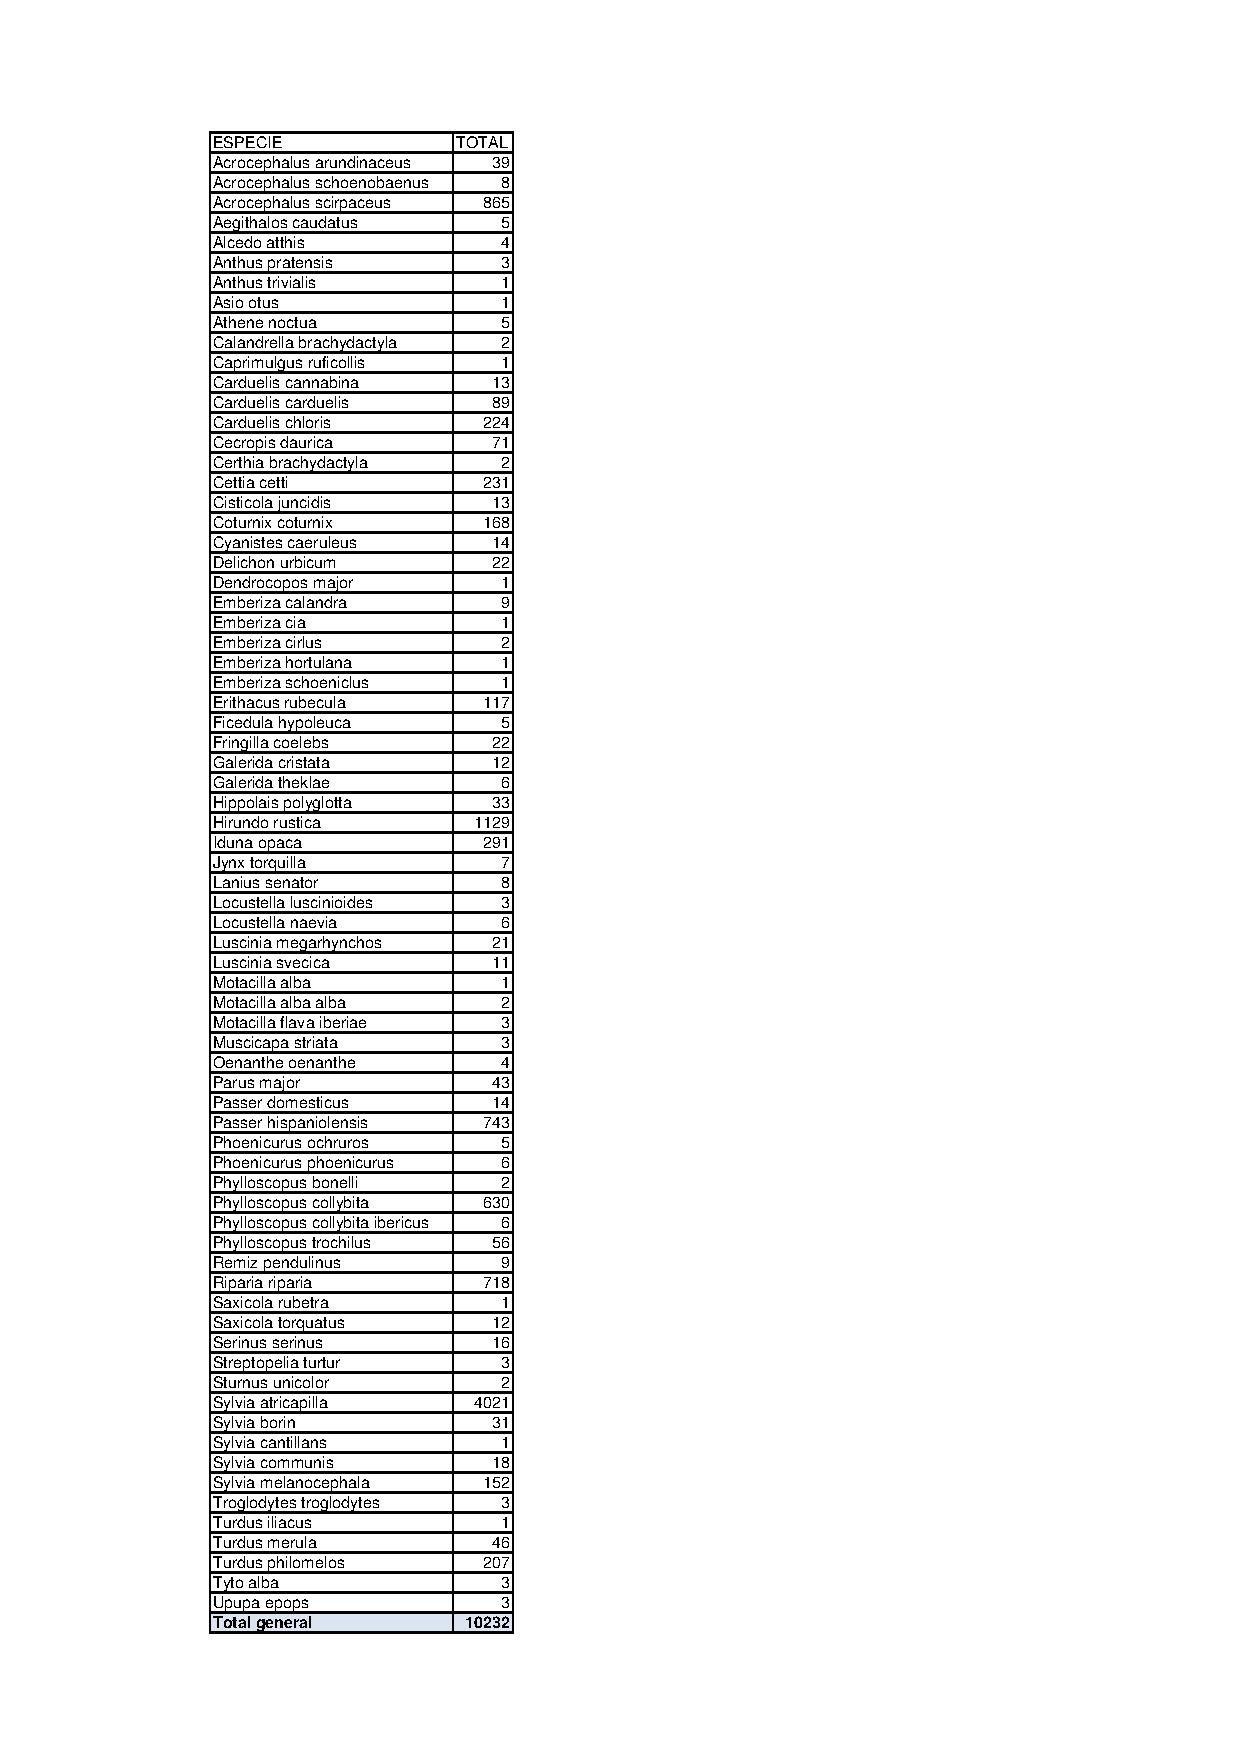 ESPECIE TOTAL
Acrocephalus arundinaceus 39
Acrocephalus schoenobaenus 8
Acrocephalus scirpaceus 865
Aegithalos caudatus 5
Alcedo atthis 4
Anthus pratensis 3
Anthus trivialis 1
Asio otus 1
Athene noctua 5
Calandrella brachydactyla 2
Caprimulgus ruficollis 1
Carduelis cannabina 13
Carduelis carduelis 89
Carduelis chloris 224
Cecropis daurica 71
Certhia brachydactyla 2
Cettia cetti 231
Cisticola juncidis 13
Coturnix coturnix 168
Cyanistes caeruleus 14
Delichon urbicum 22
Dendrocopos major 1
Emberiza calandra 9
Emberiza cia 1
Emberiza cirlus 2
Emberiza hortulana 1
Emberiza schoeniclus 1
Erithacus rubecula 117
Ficedula hypoleuca 5
Fringilla coelebs 22
Galerida cristata 12
Galerida theklae 6
Hippolais polyglotta 33
Hirundo rustica 1129
Iduna opaca 291
Jynx torquilla 7
Lanius senator 8
Locustella luscinioides 3
Locustella naevia 6
Luscinia megarhynchos 21
Luscinia svecica 11
Motacilla alba 1
Motacilla alba alba 2
Motacilla flava iberiae 3
Muscicapa striata 3
Oenanthe oenanthe 4
Parus major 43
Passer domesticus 14
Passer hispaniolensis 743
Phoenicurus ochruros 5
Phoenicurus phoenicurus 6
Phylloscopus bonelli 2
Phylloscopus collybita 630
Phylloscopus collybita ibericus 6
Phylloscopus trochilus 56
Remiz pendulinus 9
Riparia riparia 718
Saxicola rubetra 1
Saxicola torquatus 12
Serinus serinus 16
Streptopelia turtur 3
Sturnus unicolor 2
Sylvia atricapilla 4021
Sylvia borin 31
Sylvia cantillans 1
Sylvia communis 18
Sylvia melanocephala 152
Troglodytes troglodytes 3
Turdus iliacus 1
Turdus merula 46
Turdus philomelos 207
Tyto alba 3
Upupa epops 3
Total general 10232